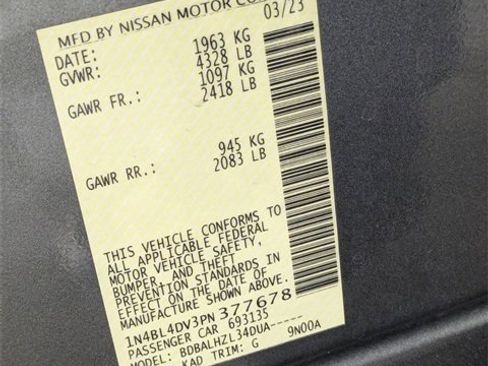 MFD BY NISSAN MOTOR CO
DATE: 03/23
GVWR: 1963 KG
4328 LB
GAWR FR.: 1097 KG
2418 LB
GAWR RR.: 945 KG
2083 LB
THIS VEHICLE CONFORMS TO
ALL APPLICABLE FEDERAL
MOTOR VEHICLE SAFETY,
BUMPER, AND THEFT
PREVENTION STANDARDS IN
EFFECT ON THE DATE OF
MANUFACTURE SHOWN ABOVE.
1N4BL4DV3PN377678
PASSENGER CAR 693135
MODEL: BDBALHZL34DUA-----
KAD TRIM: G 9N00A